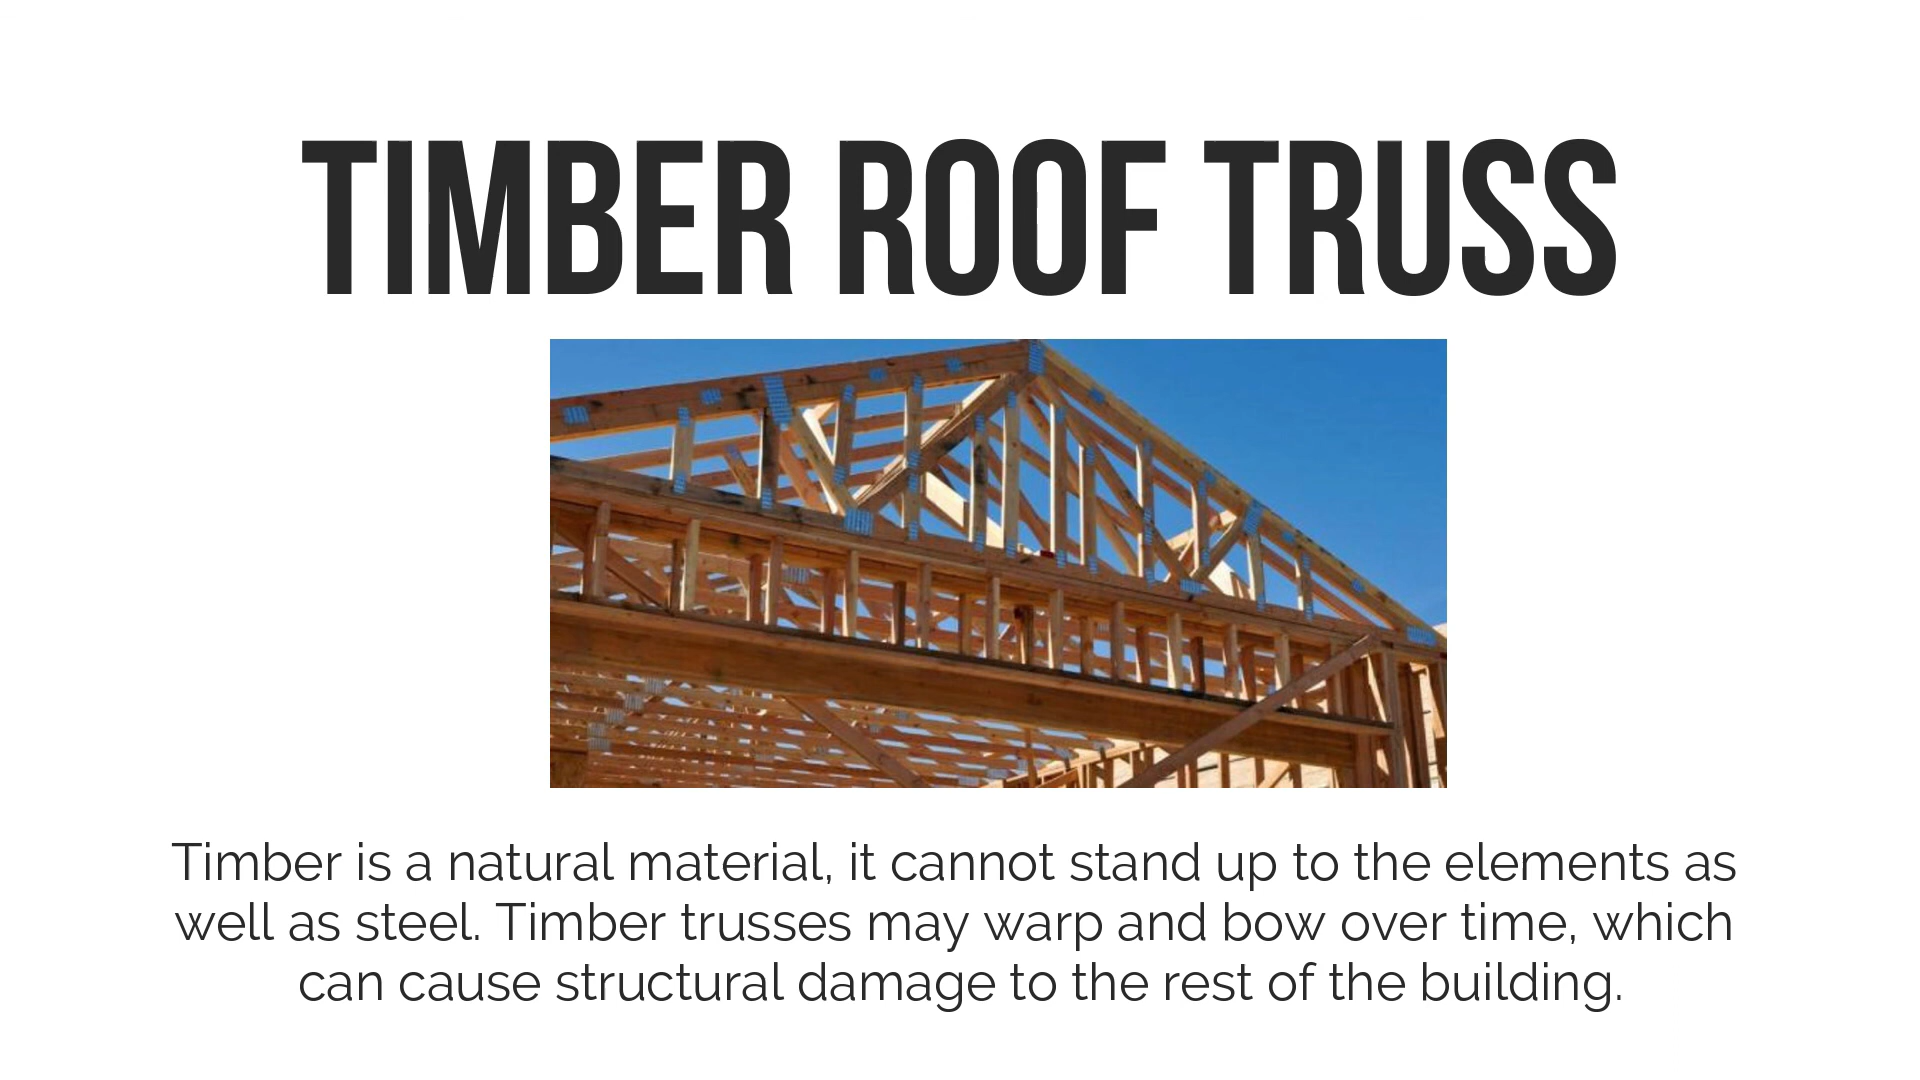 TIMBER ROOF TRUSS
Timber is a natural material, it cannot stand up to the elements as
well as steel. Timber trusses may warp and bow over time, which
can cause structural damage to the rest of the building.